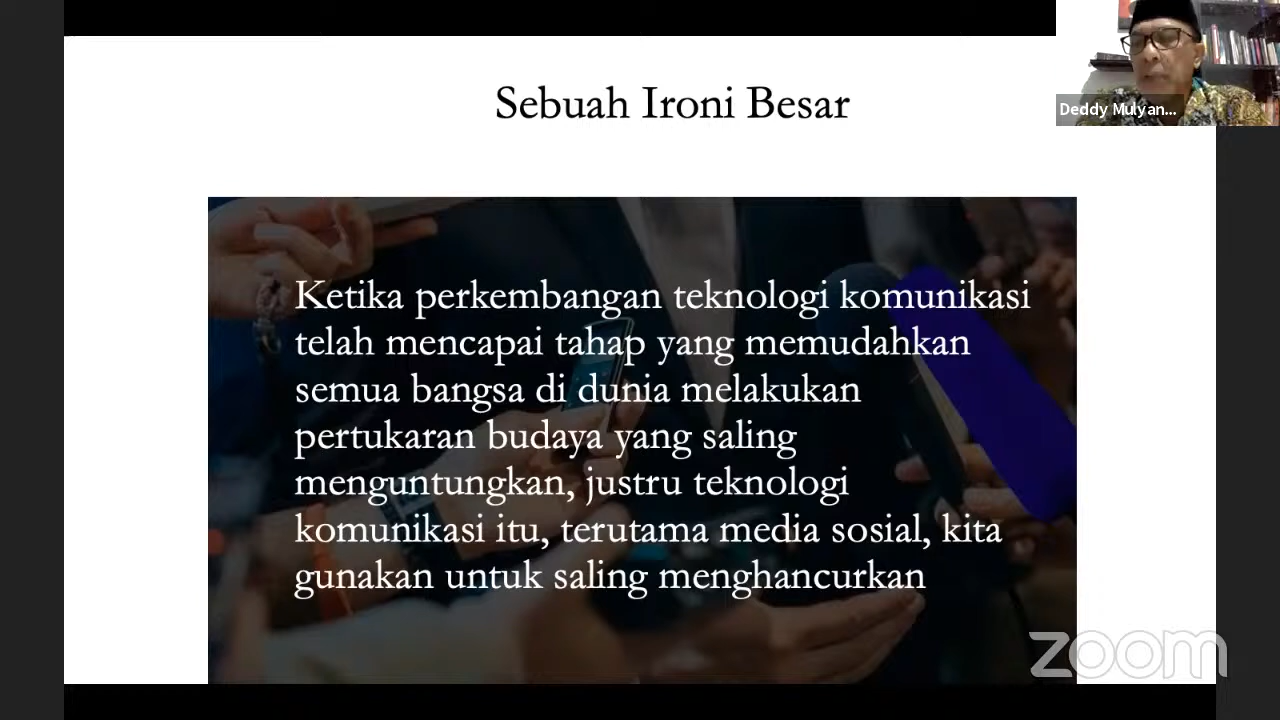 Sebuah Ironi Besar
Deddy Mulyan...
Ketika perkembangan teknologi komunikasi
telah mencapai tahap yang memudahkan
semua bangsa di dunia melakukan
pertukaran budaya yang saling
menguntungkan, justru teknologi
komunikasi itu, terutama media sosial, kita
gunakan untuk saling menghancurkan
zoom